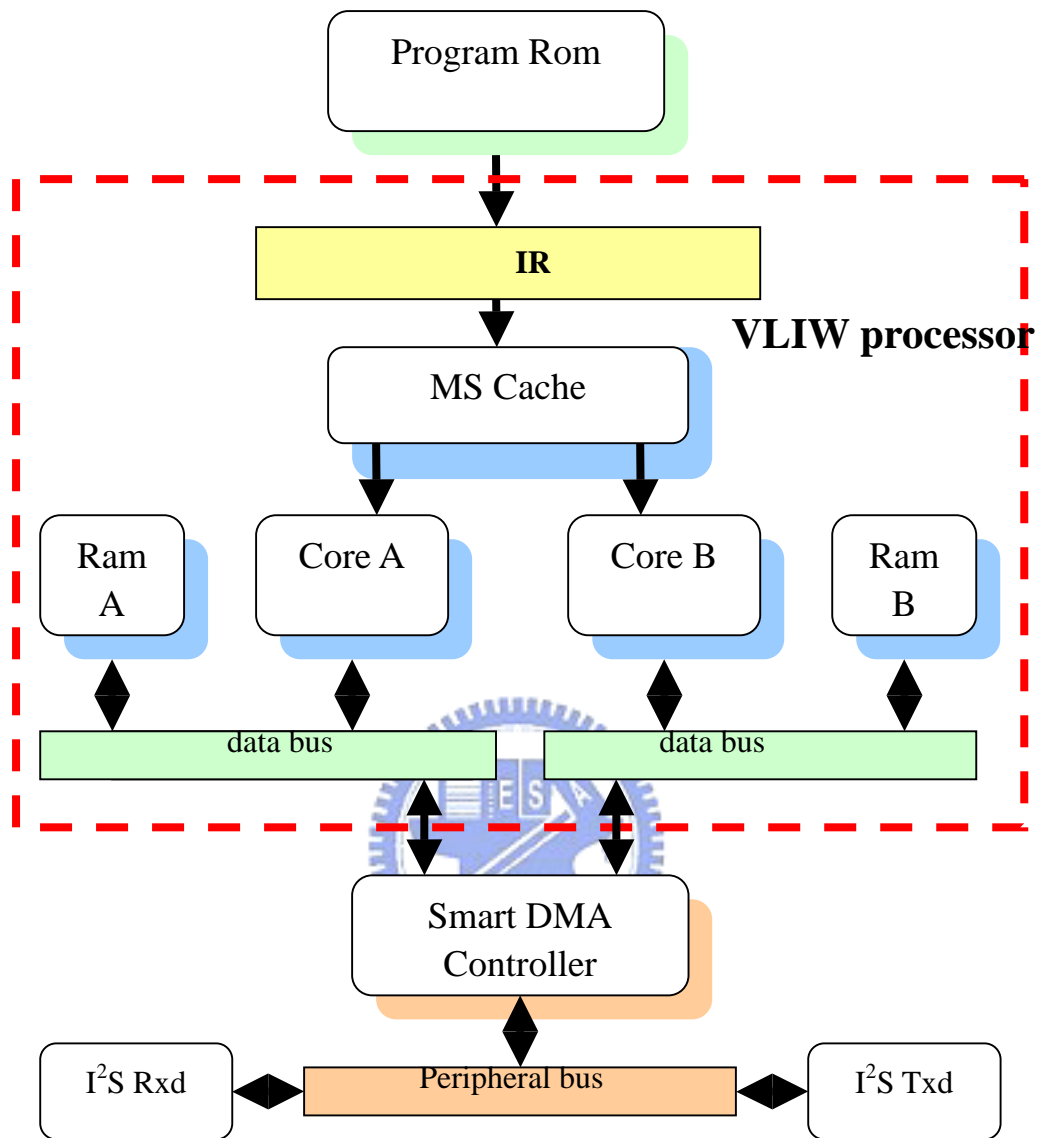 Program Rom
IR
VLIW processor
MS Cache
Ram A
Core A
Core B
Ram B
data bus
data bus
E S A
Smart DMA
Controller
I²S Rxd
Peripheral bus
I²S Txd